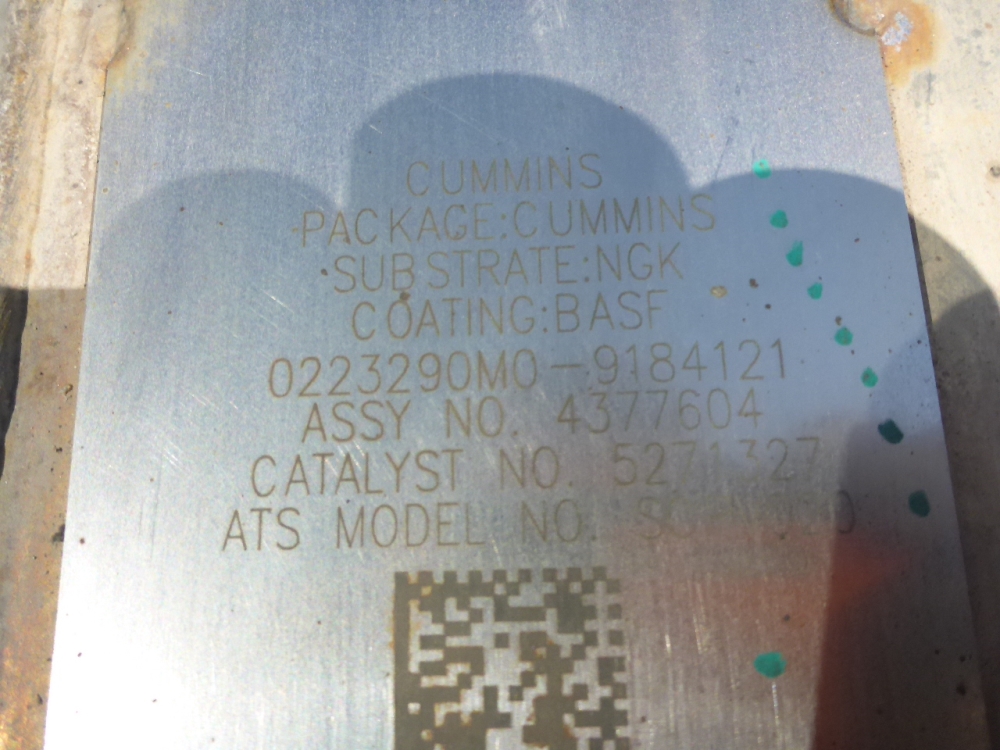 CUMMINS
PACKAGE:CUMMINS
SUBSTRATE:NGK
COATING:BASF
0223290M0-9184121
ASSY NO. 4377604
CATALYST NO. 5271327
ATS MODEL NO.